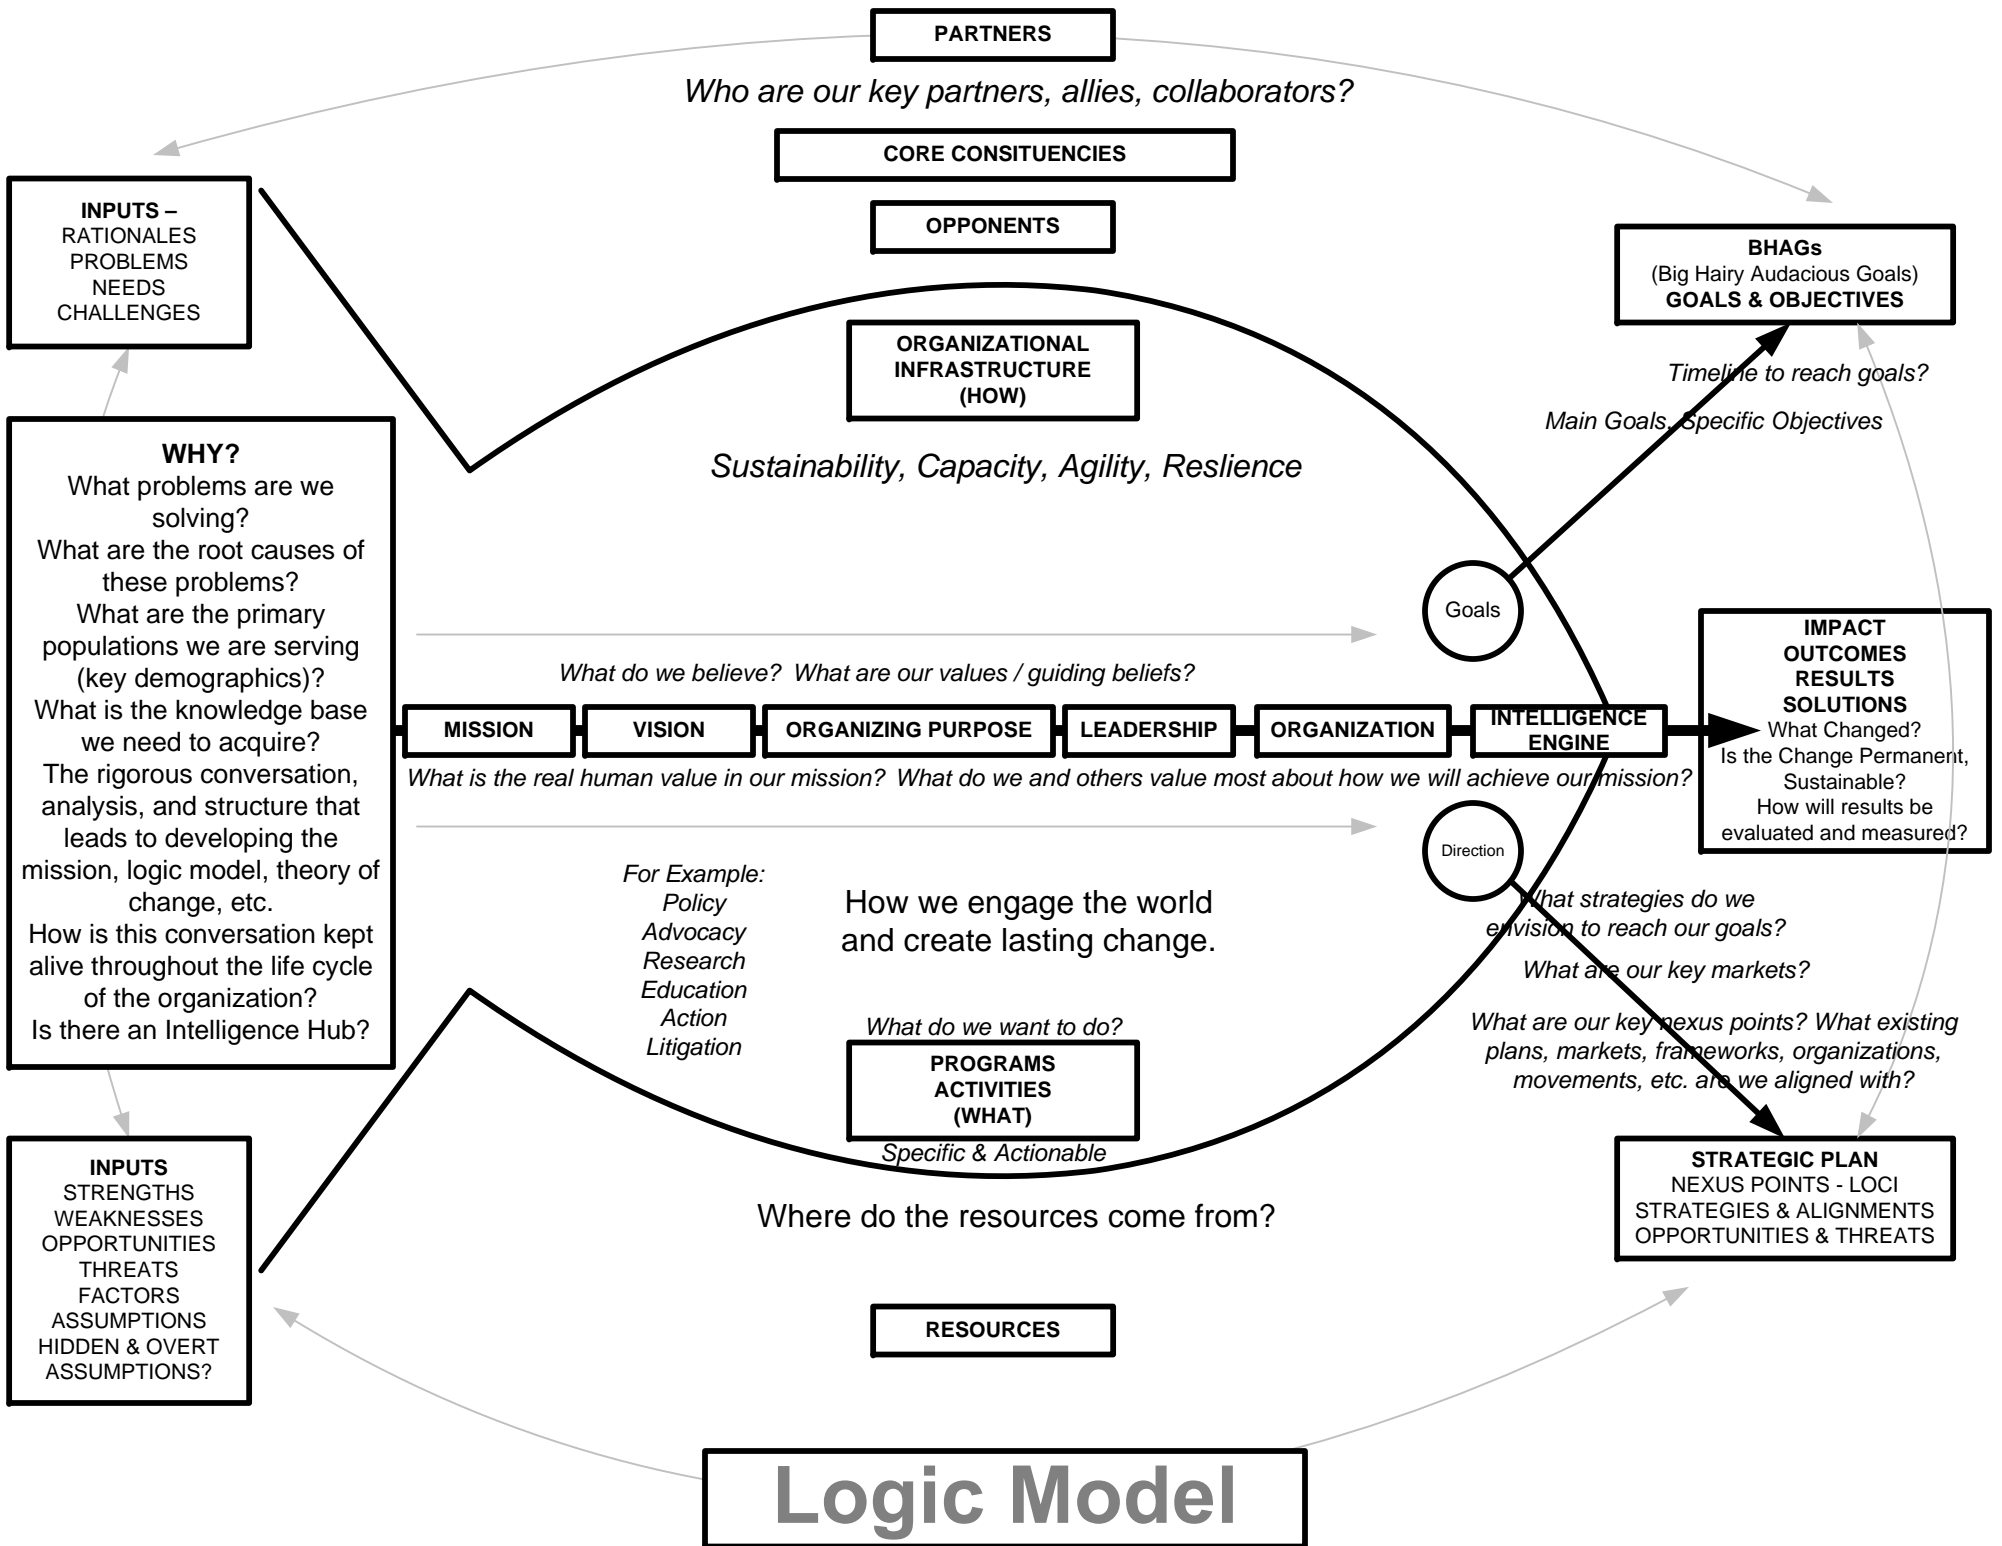 PARTNERS
Who are our key partners, allies, collaborators?
CORE CONSITUENCIES
OPPONENTS
INPUTS –
RATIONALES
PROBLEMS
NEEDS
CHALLENGES
BHAGs
(Big Hairy Audacious Goals)
GOALS & OBJECTIVES
ORGANIZATIONAL
INFRASTRUCTURE
(HOW)
Timeline to reach goals?
Main Goals, Specific Objectives
Sustainability, Capacity, Agility, Reslience
WHY?
What problems are we
solving?
What are the root causes of
these problems?
What are the primary
populations we are serving
(key demographics)?
What is the knowledge base
we need to acquire?
The rigorous conversation,
analysis, and structure that
leads to developing the
mission, logic model, theory of
change, etc.
How is this conversation kept
alive throughout the life cycle
of the organization?
Is there an Intelligence Hub?
Goals
What do we believe?  What are our values / guiding beliefs?
MISSION
VISION
ORGANIZING PURPOSE
LEADERSHIP
ORGANIZATION
INTELLIGENCE
ENGINE
What is the real human value in our mission?  What do we and others value most about how we will achieve our mission?
IMPACT
OUTCOMES
RESULTS
SOLUTIONS
What Changed?
Is the Change Permanent,
Sustainable?
How will results be
evaluated and measured?
Direction
For Example:
Policy
Advocacy
Research
Education
Action
Litigation
How we engage the world
and create lasting change.
What strategies do we
envision to reach our goals?
What are our key markets?
What are our key nexus points? What existing
plans, markets, frameworks, organizations,
movements, etc. are we aligned with?
What do we want to do?
PROGRAMS
ACTIVITIES
(WHAT)
Specific & Actionable
INPUTS
STRENGTHS
WEAKNESSES
OPPORTUNITIES
THREATS
FACTORS
ASSUMPTIONS
HIDDEN & OVERT
ASSUMPTIONS?
STRATEGIC PLAN
NEXUS POINTS - LOCI
STRATEGIES & ALIGNMENTS
OPPORTUNITIES & THREATS
Where do the resources come from?
RESOURCES
Logic Model